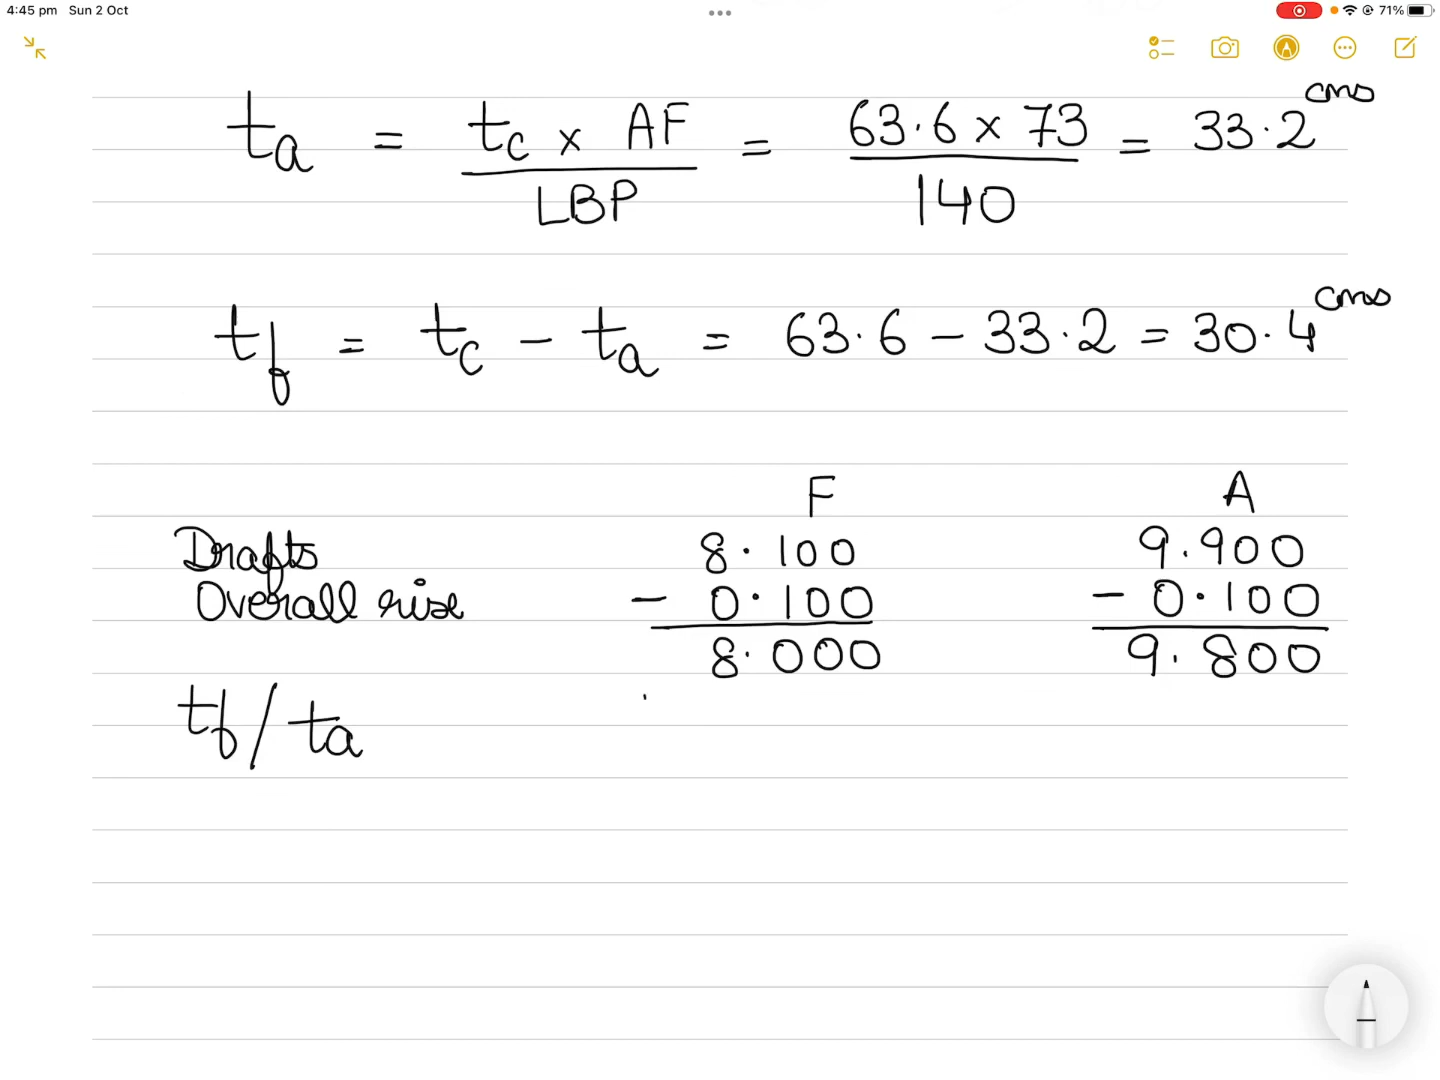 4:45 pm Sun 2 Oct 71%
ta = tc x AF / LBP = 63.6 x 73 / 140 = 33.2 cms
tf = tc - ta = 63.6 - 33.2 = 30.4 cms
F A
Drafts 8.100 9.900
Overall rise - 0.100 - 0.100
8.000 9.800
tf / ta